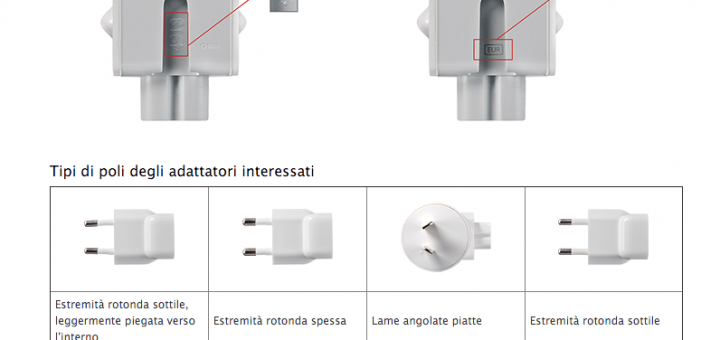 EUR
Tipi di poli degli adattatori interessati
Estremità rotonda sottile,
leggermente piegata verso
l'interno
Estremità rotonda spessa
Lame angolate piatte
Estremità rotonda sottile